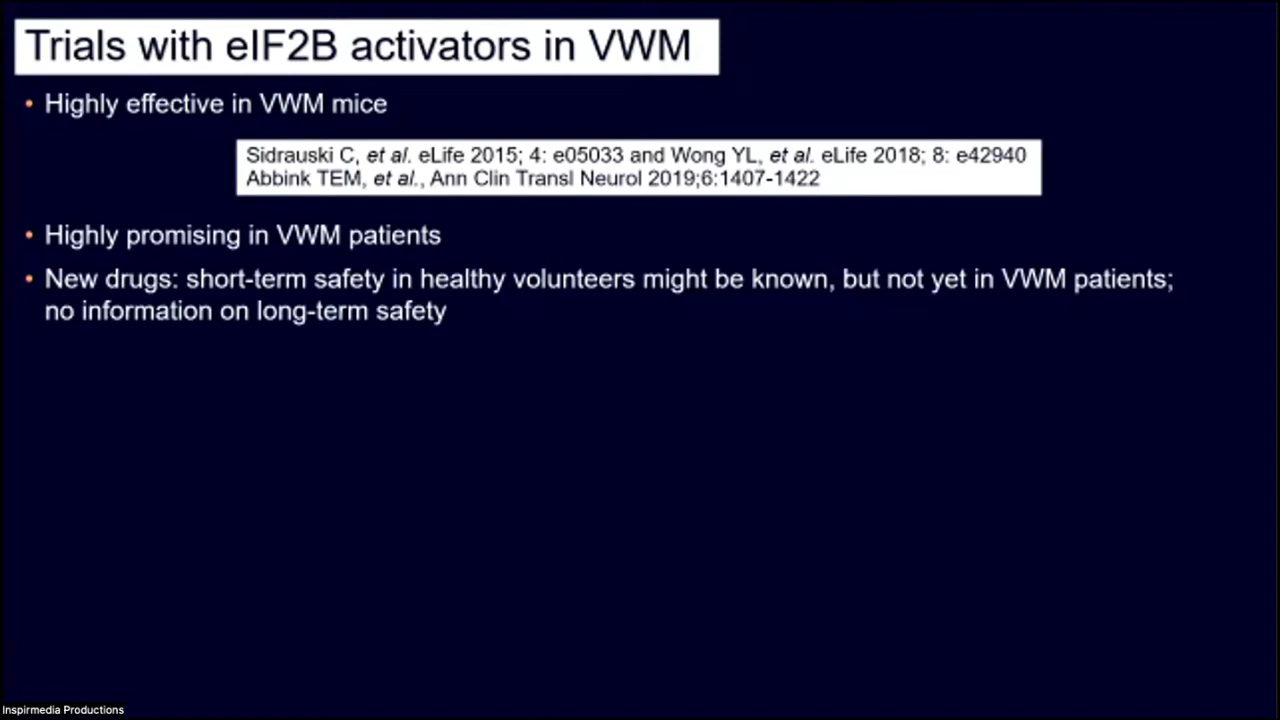 Trials with eIF2B activators in VWM
• Highly effective in VWM mice
Sidrauski C, et al. eLife 2015; 4: e05033 and Wong YL, et al. eLife 2018; 8: e42940
Abbink TEM, et al., Ann Clin Transl Neurol 2019;6:1407-1422
• Highly promising in VWM patients
• New drugs: short-term safety in healthy volunteers might be known, but not yet in VWM patients;
no information on long-term safety
Inspirmedia Productions